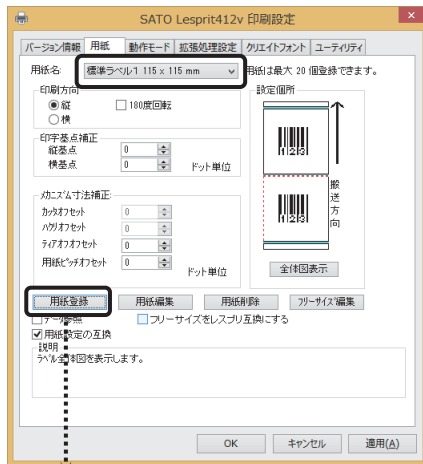 SATO Lesprit412v 印刷設定
バージョン情報 用紙 動作モード 拡張処理設定 クリエイトフォント ユーティリティ
用紙名: 標準ラベル1 115 x 115 mm 用紙は最大 20 個登録できます。
印刷方向
縦 180度回転
横
印字基点補正
縦基点 0
横基点 0 ドット単位
メカニズム寸法補正:
カッタオフセット 0
ハクリオフセット 0
ティアオフオフセット 0
用紙ピッチオフセット 0 ドット単位
設定個所
123
123
搬送方向
全体図表示
用紙登録 用紙編集 用紙削除 フリーサイズ編集
データ参照 フリーサイズをレスプリ互換にする
用紙設定の互換
説明
ラベル全体図を表示します。
OK キャンセル 適用(A)